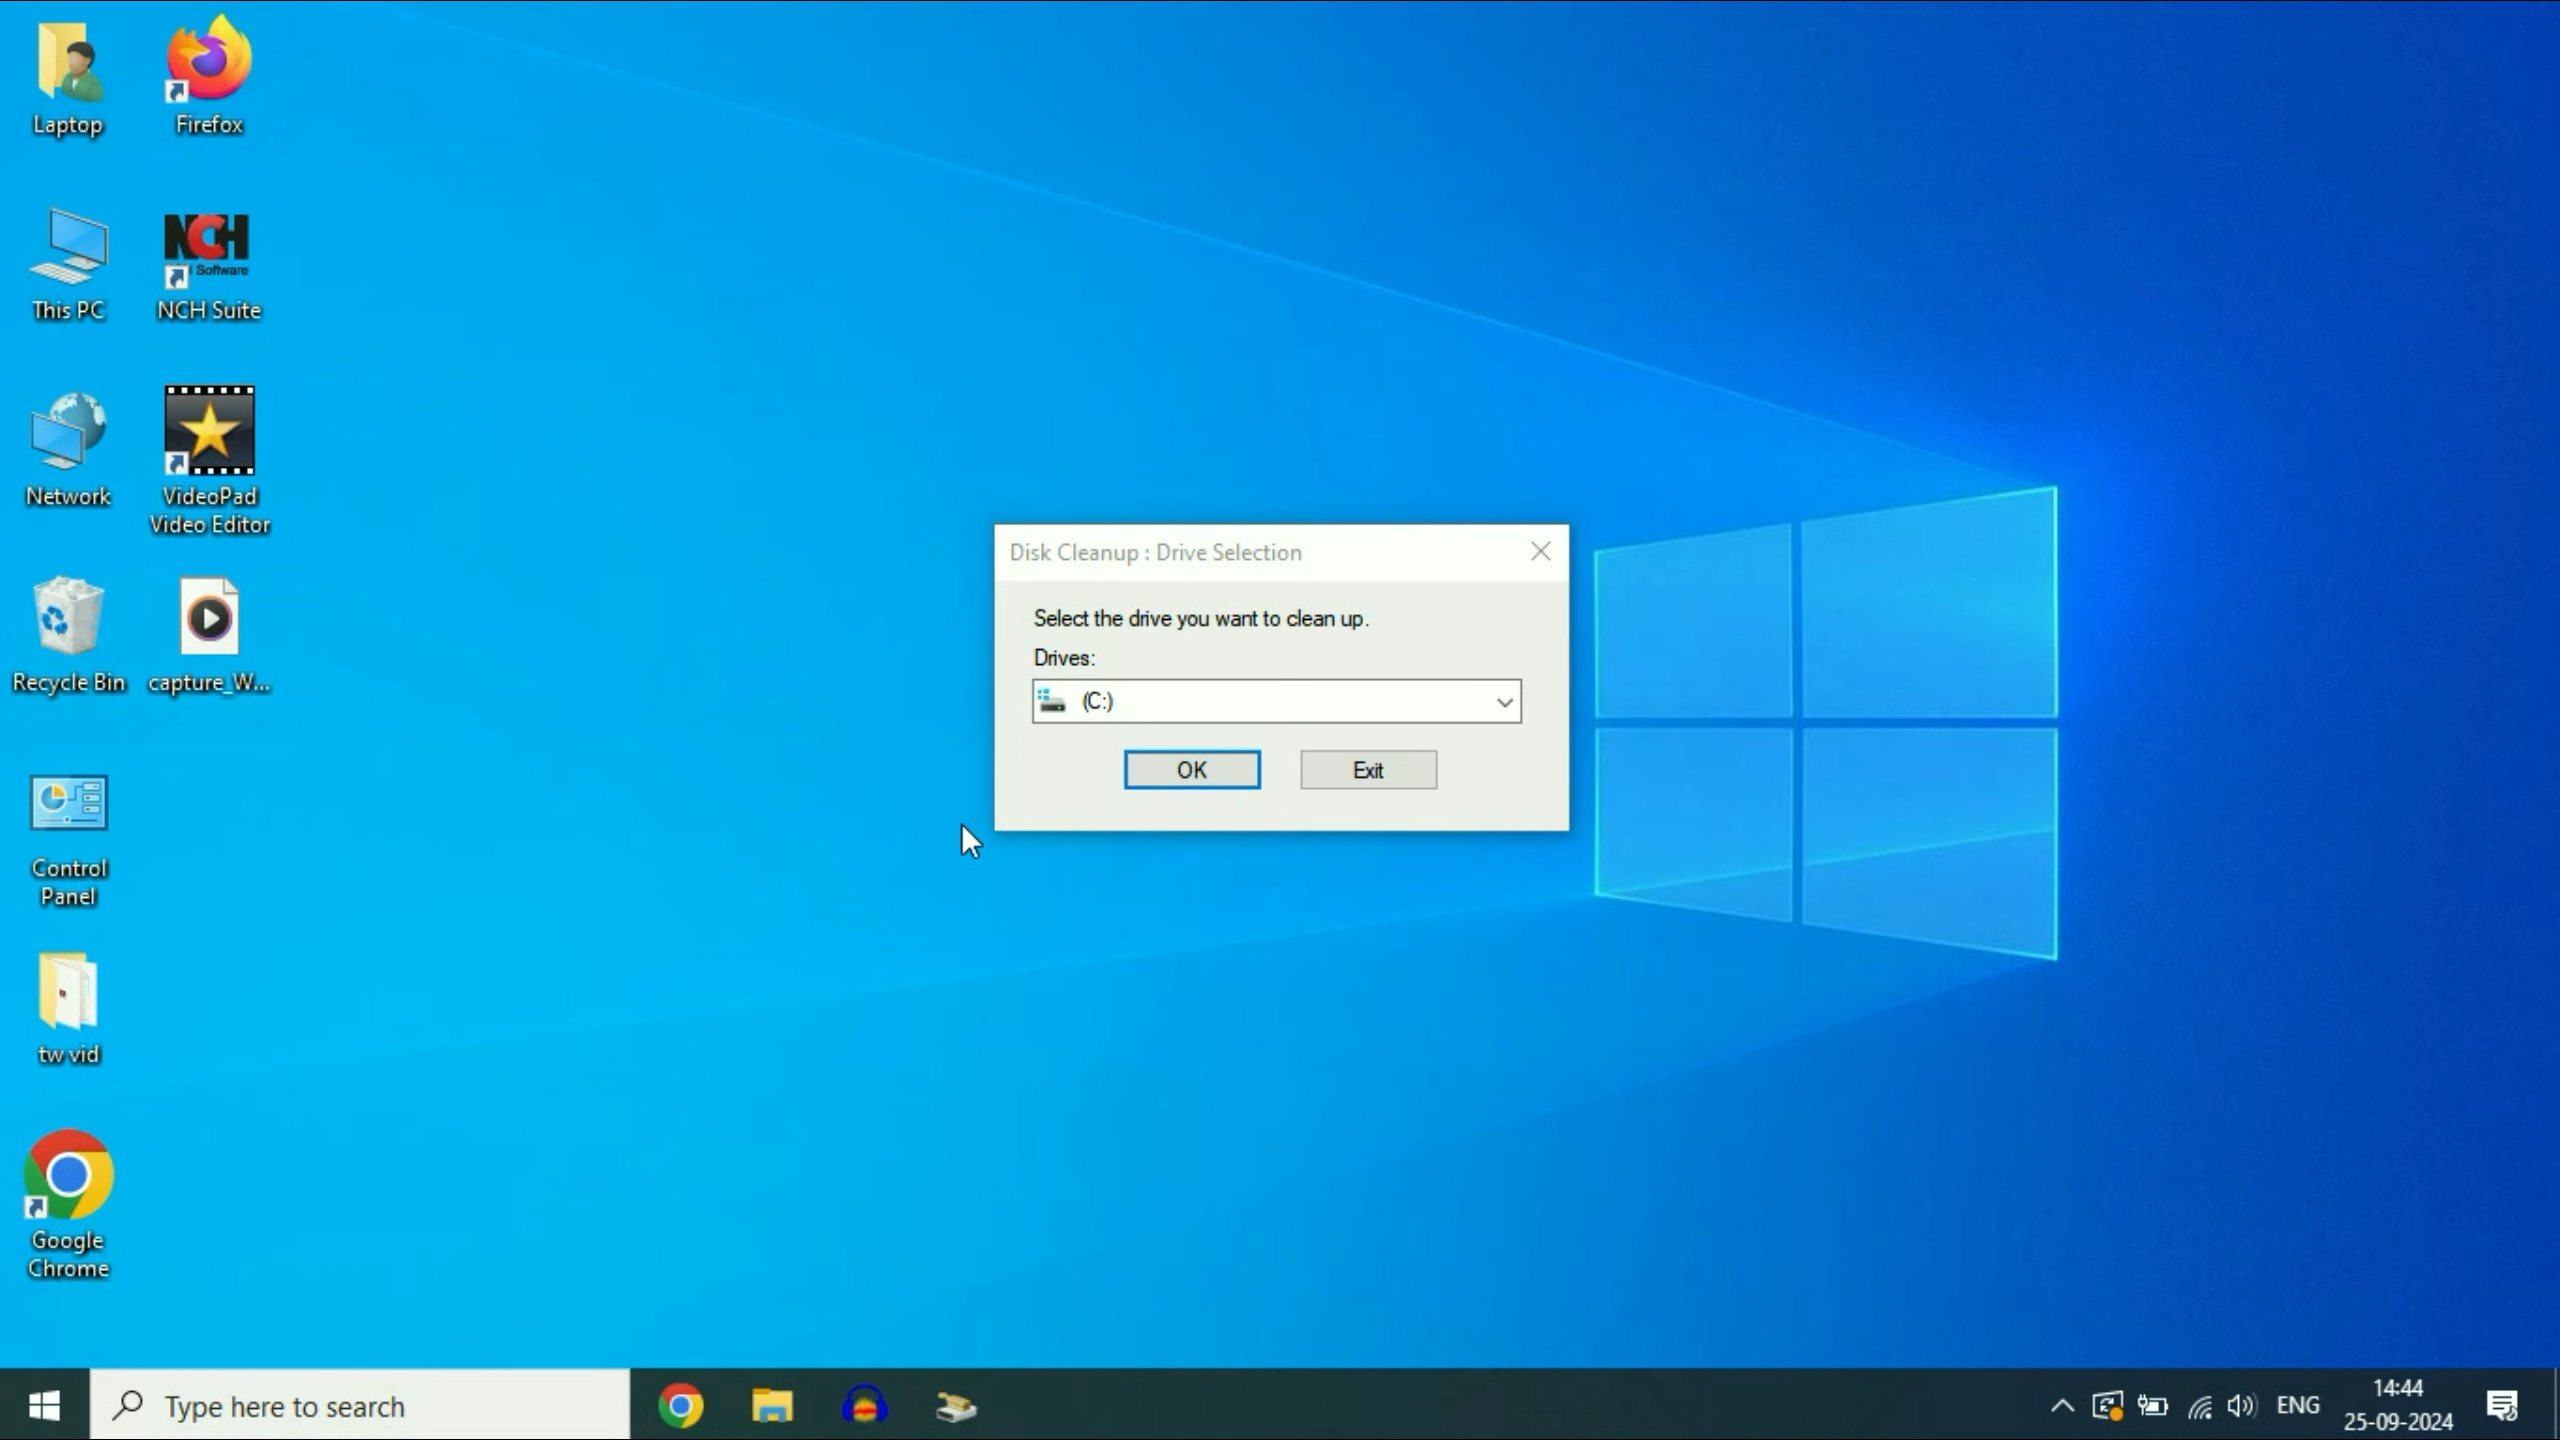 Laptop
Firefox
This PC
NCH
Software
NCH Suite
Network
VideoPad
Video Editor
Recycle Bin
capture_W...
Control
Panel
tw vid
Google
Chrome
Disk Cleanup : Drive Selection
Select the drive you want to clean up.
Drives:
(C:)
OK
Exit
Type here to search
ENG
14:44
25-09-2024